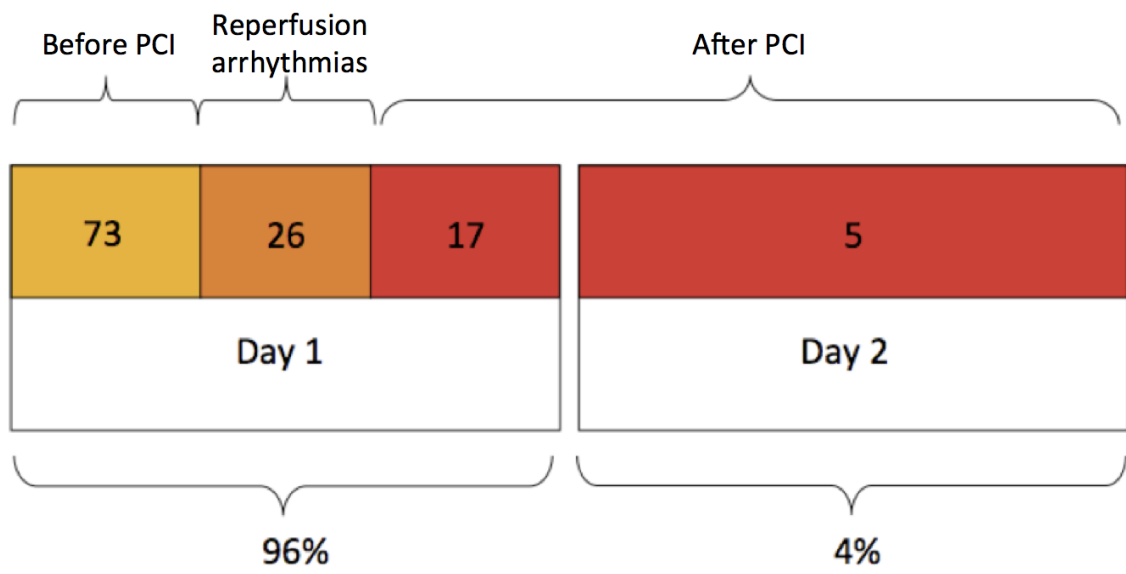 Before PCI
Reperfusion
arrhythmias
After PCI
73
26
17
5
Day 1
Day 2
96%
4%